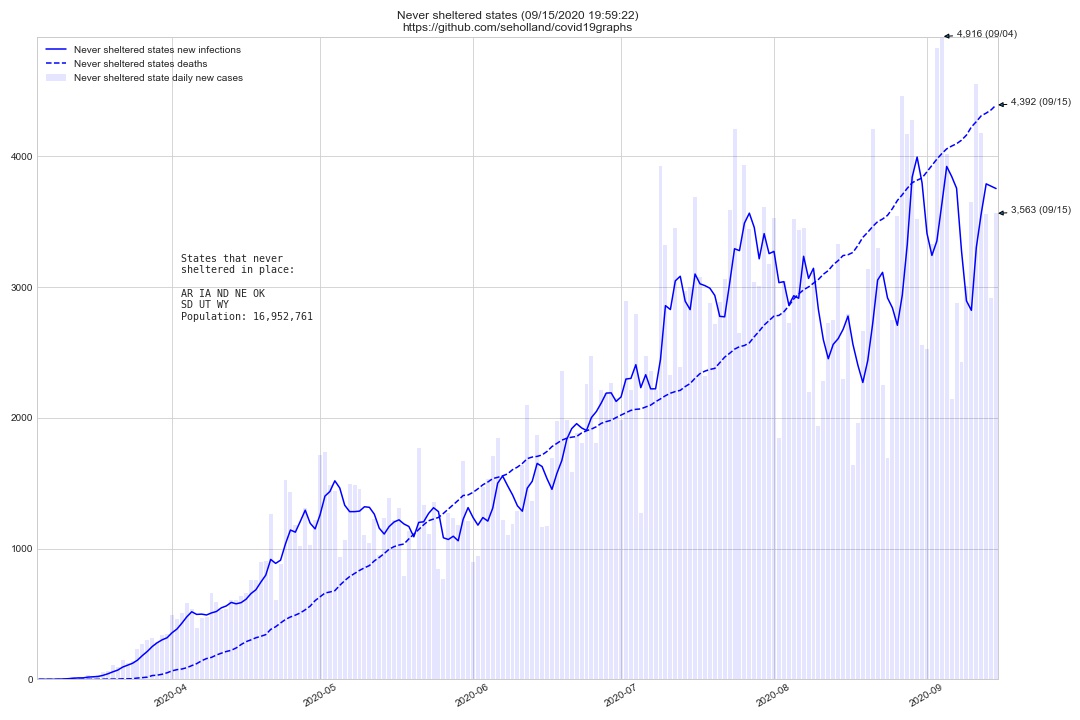 Never sheltered states (09/15/2020 19:59:22)
https://github.com/seholland/covid19graphs
4,916 (09/04)
Never sheltered states new infections
Never sheltered states deaths
Never sheltered state daily new cases
4,392 (09/15)
4000
3,563 (09/15)
States that never
sheltered in place:
AR IA ND NE OK
SD UT WY
Population: 16,952,761
3000
2000
1000
0
2020-04
2020-05
2020-06
2020-07
2020-08
2020-09